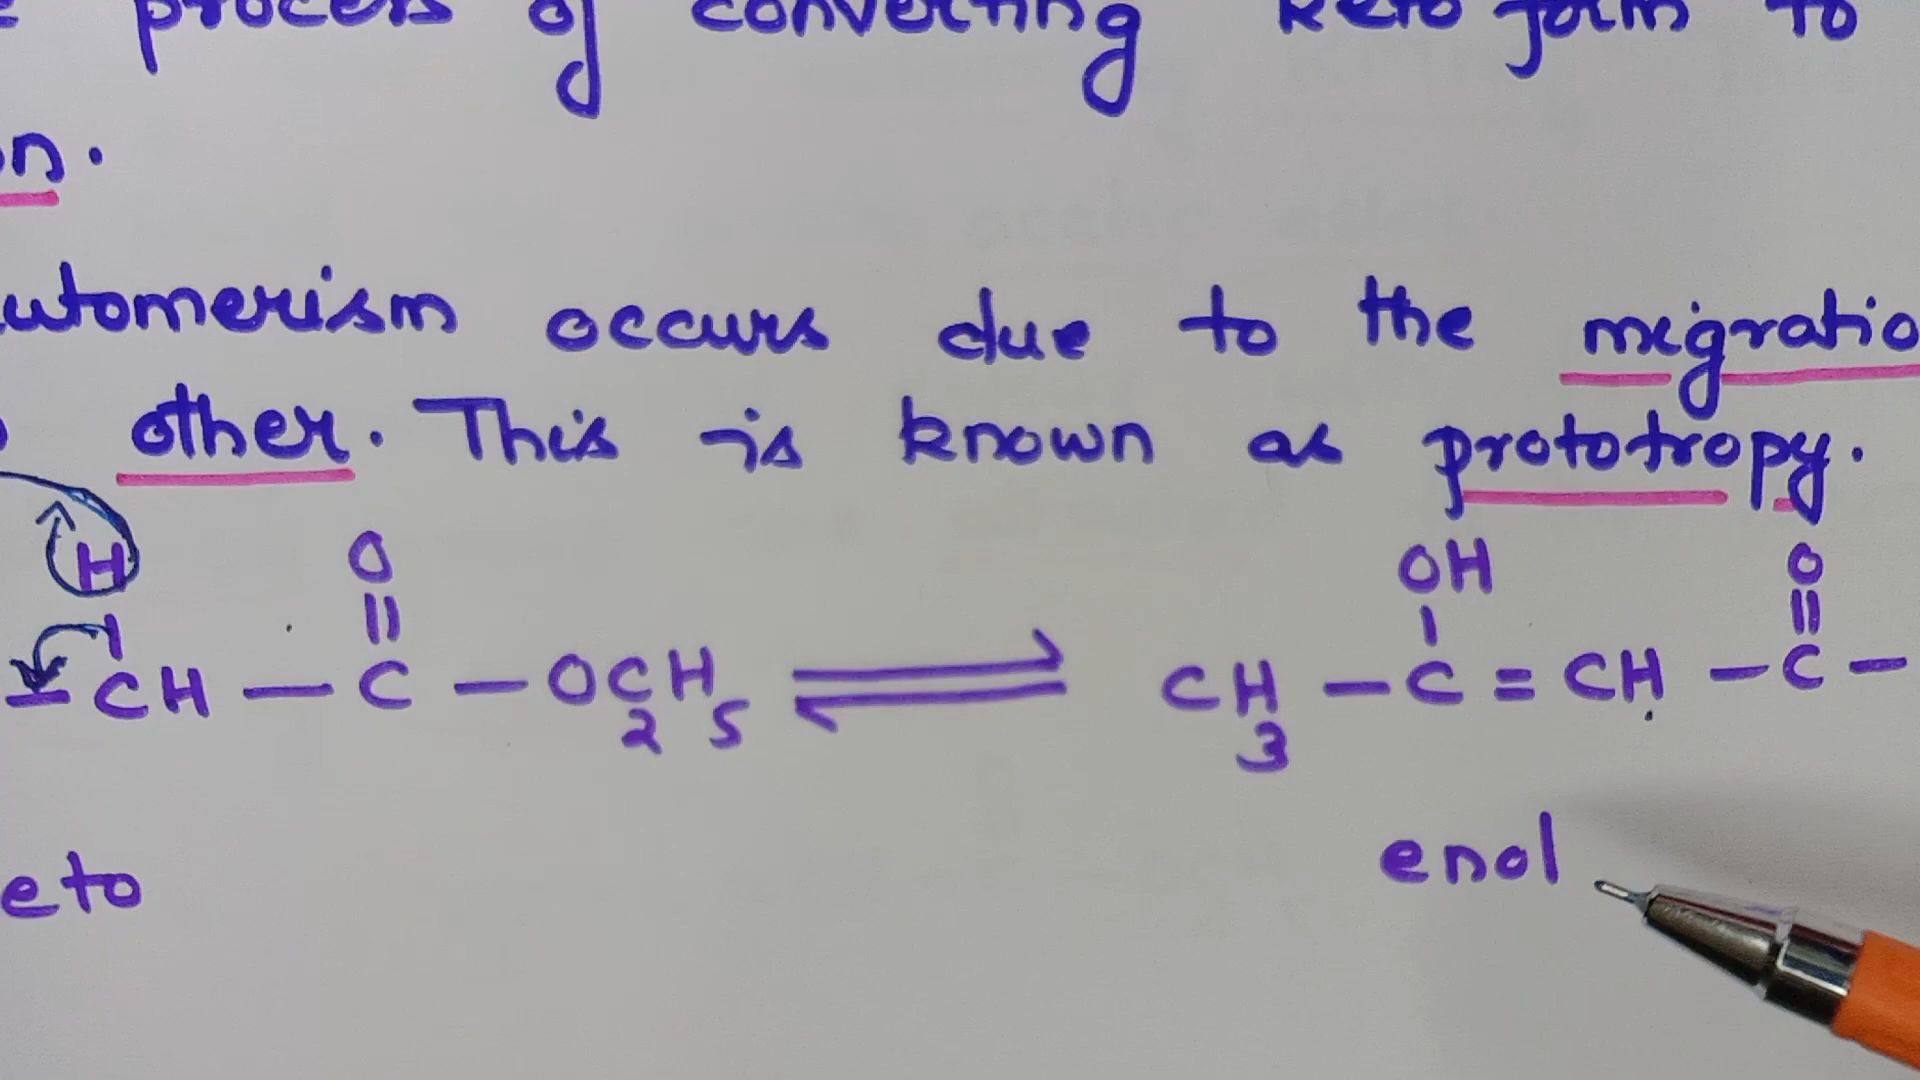 process of converting keto form to
on.
utomerism occurs due to the migratio
other. This is known as prototropy.
H O OH O
| || | ||
– CH – C – OC₂H₅ ⇌ CH₃ – C = CH – C –
eto enol